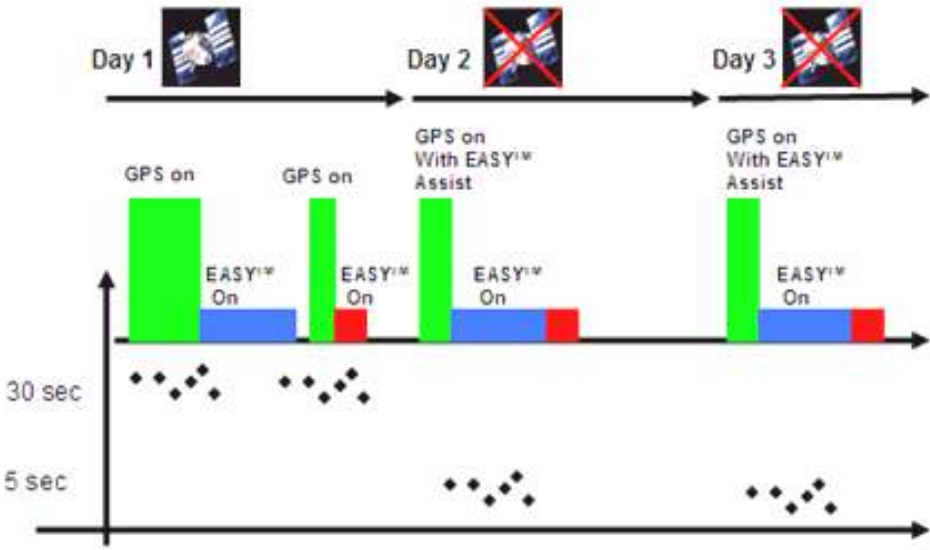 Day 1
Day 2
Day 3
GPS on
GPS on
GPS on
With EASY™
Assist
GPS on
With EASY™
Assist
EASY™
On
EASY™
On
EASY™
On
EASY™
On
30 sec
5 sec